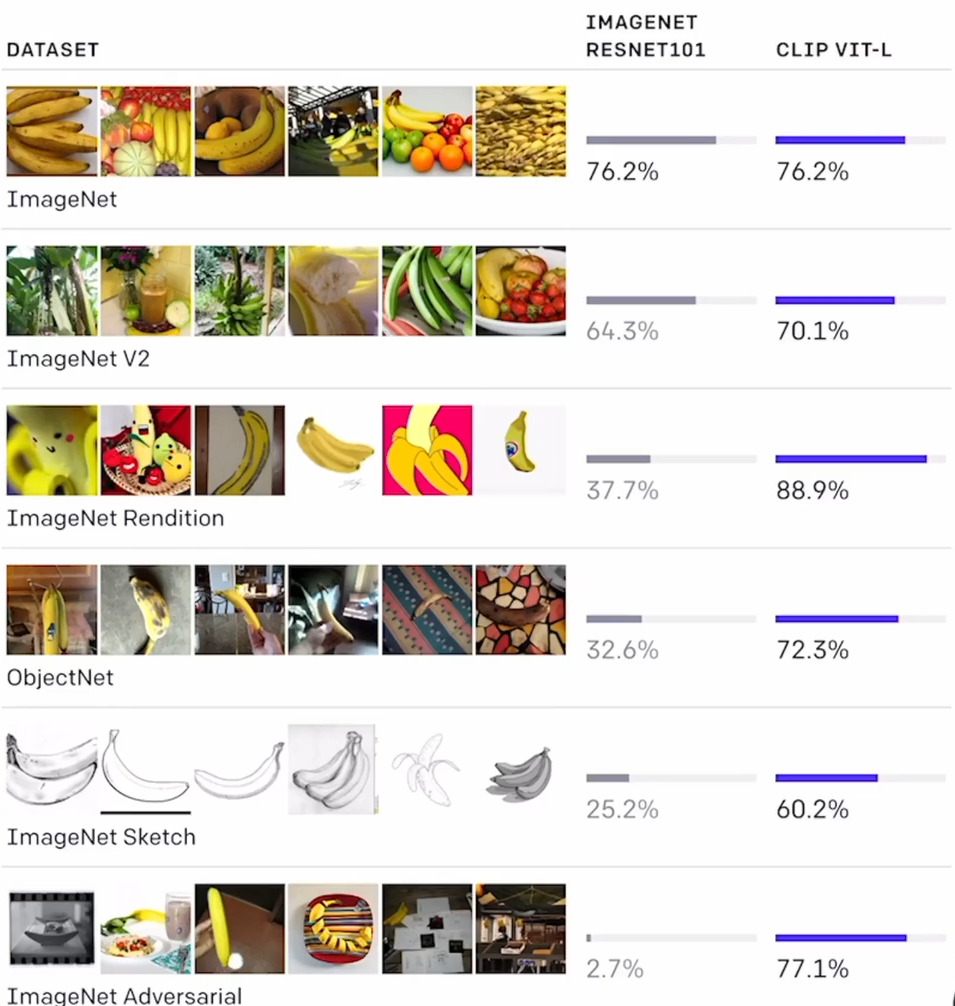 DATASET
IMAGENET
RESNET101
CLIP VIT-L
76.2%
76.2%
ImageNet
64.3%
70.1%
ImageNet V2
37.7%
88.9%
ImageNet Rendition
32.6%
72.3%
ObjectNet
25.2%
60.2%
ImageNet Sketch
2.7%
77.1%
ImageNet Adversarial